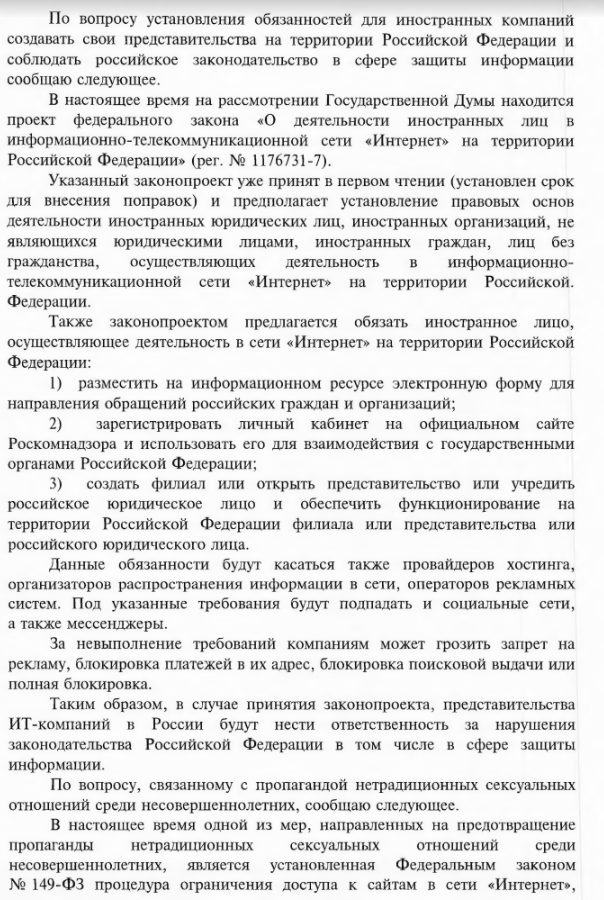 По вопросу установления обязанностей для иностранных компаний
создавать свои представительства на территории Российской Федерации и
соблюдать российское законодательство в сфере защиты информации
сообщаю следующее.
В настоящее время на рассмотрении Государственной Думы находится
проект федерального закона «О деятельности иностранных лиц в
информационно-телекоммуникационной сети «Интернет» на территории
Российской Федерации» (рег. № 1176731-7).
Указанный законопроект уже принят в первом чтении (установлен срок
для внесения поправок) и предполагает установление правовых основ
деятельности иностранных юридических лиц, иностранных организаций, не
являющихся юридическими лицами, иностранных граждан, лиц без
гражданства, осуществляющих деятельность в информационно-
телекоммуникационной сети «Интернет» на территории Российской.
Федерации.
Также законопроектом предлагается обязать иностранное лицо,
осуществляющее деятельность в сети «Интернет» на территории Российской
Федерации:
1) разместить на информационном ресурсе электронную форму для
направления обращений российских граждан и организаций;
2) зарегистрировать личный кабинет на официальном сайте
Роскомнадзора и использовать его для взаимодействия с государственными
органами Российской Федерации;
3) создать филиал или открыть представительство или учредить
российское юридическое лицо и обеспечить функционирование на
территории Российской Федерации филиала или представительства или
российского юридического лица.
Данные обязанности будут касаться также провайдеров хостинга,
организаторов распространения информации в сети, операторов рекламных
систем. Под указанные требования будут подпадать и социальные сети,
а также мессенджеры.
За невыполнение требований компаниям может грозить запрет на
рекламу, блокировка платежей в их адрес, блокировка поисковой выдачи или
полная блокировка.
Таким образом, в случае принятия законопроекта, представительства
ИТ-компаний в России будут нести ответственность за нарушения
законодательства Российской Федерации в том числе в сфере защиты
информации.
По вопросу, связанному с пропагандой нетрадиционных сексуальных
отношений среди несовершеннолетних, сообщаю следующее.
В настоящее время одной из мер, направленных на предотвращение
пропаганды нетрадиционных сексуальных отношений среди
несовершеннолетних, является установленная Федеральным законом
№ 149-ФЗ процедура ограничения доступа к сайтам в сети «Интернет»,